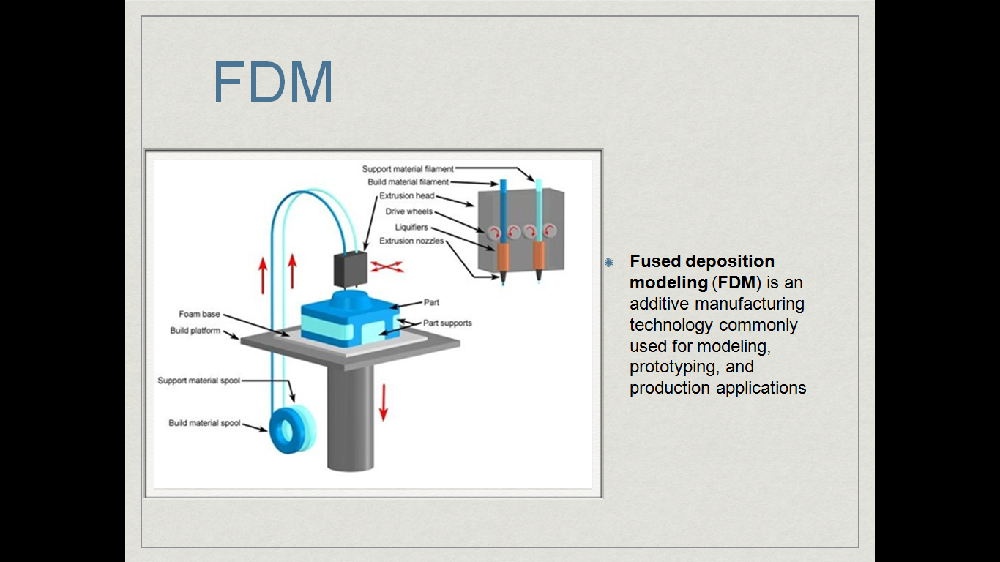 FDM
Support material filament
Build material filament
Extrusion head
Drive wheels
Liquifiers
Extrusion nozzles
Part
Foam base
Part supports
Build platform
Support material spool
Build material spool
Fused deposition
modeling (FDM) is an
additive manufacturing
technology commonly
used for modeling,
prototyping, and
production applications